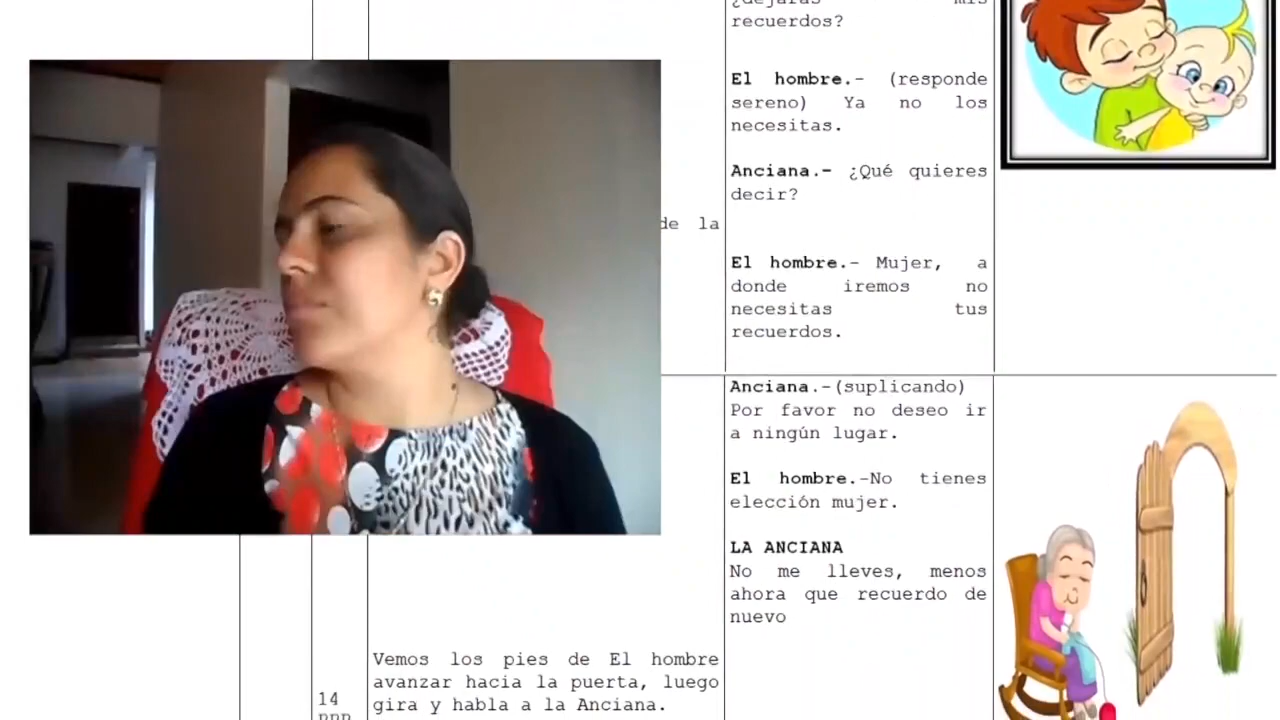 ¿dejarás mis
recuerdos?
El hombre.- (responde
sereno) Ya no los
necesitas.
Anciana.- ¿Qué quieres
decir?
de la
El hombre.- Mujer, a
donde iremos no
necesitas tus
recuerdos.
Anciana.-(suplicando)
Por favor no deseo ir
a ningún lugar.
El hombre.-No tienes
elección mujer.
LA ANCIANA
No me lleves, menos
ahora que recuerdo de
nuevo
Vemos los pies de El hombre
avanzar hacia la puerta, luego
14
gira y habla a la Anciana.